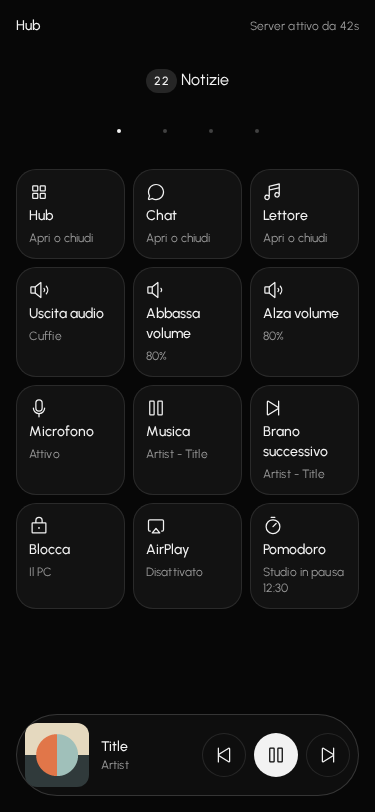 Hub
Server attivo da 42s
22 Notizie
Hub
Apri o chiudi
Chat
Apri o chiudi
Lettore
Apri o chiudi
Uscita audio
Cuffie
Abbassa
volume
80%
Alza volume
80%
Microfono
Attivo
Musica
Artist - Title
Brano
successivo
Artist - Title
Blocca
Il PC
AirPlay
Disattivato
Pomodoro
Studio in pausa
12:30
Title
Artist